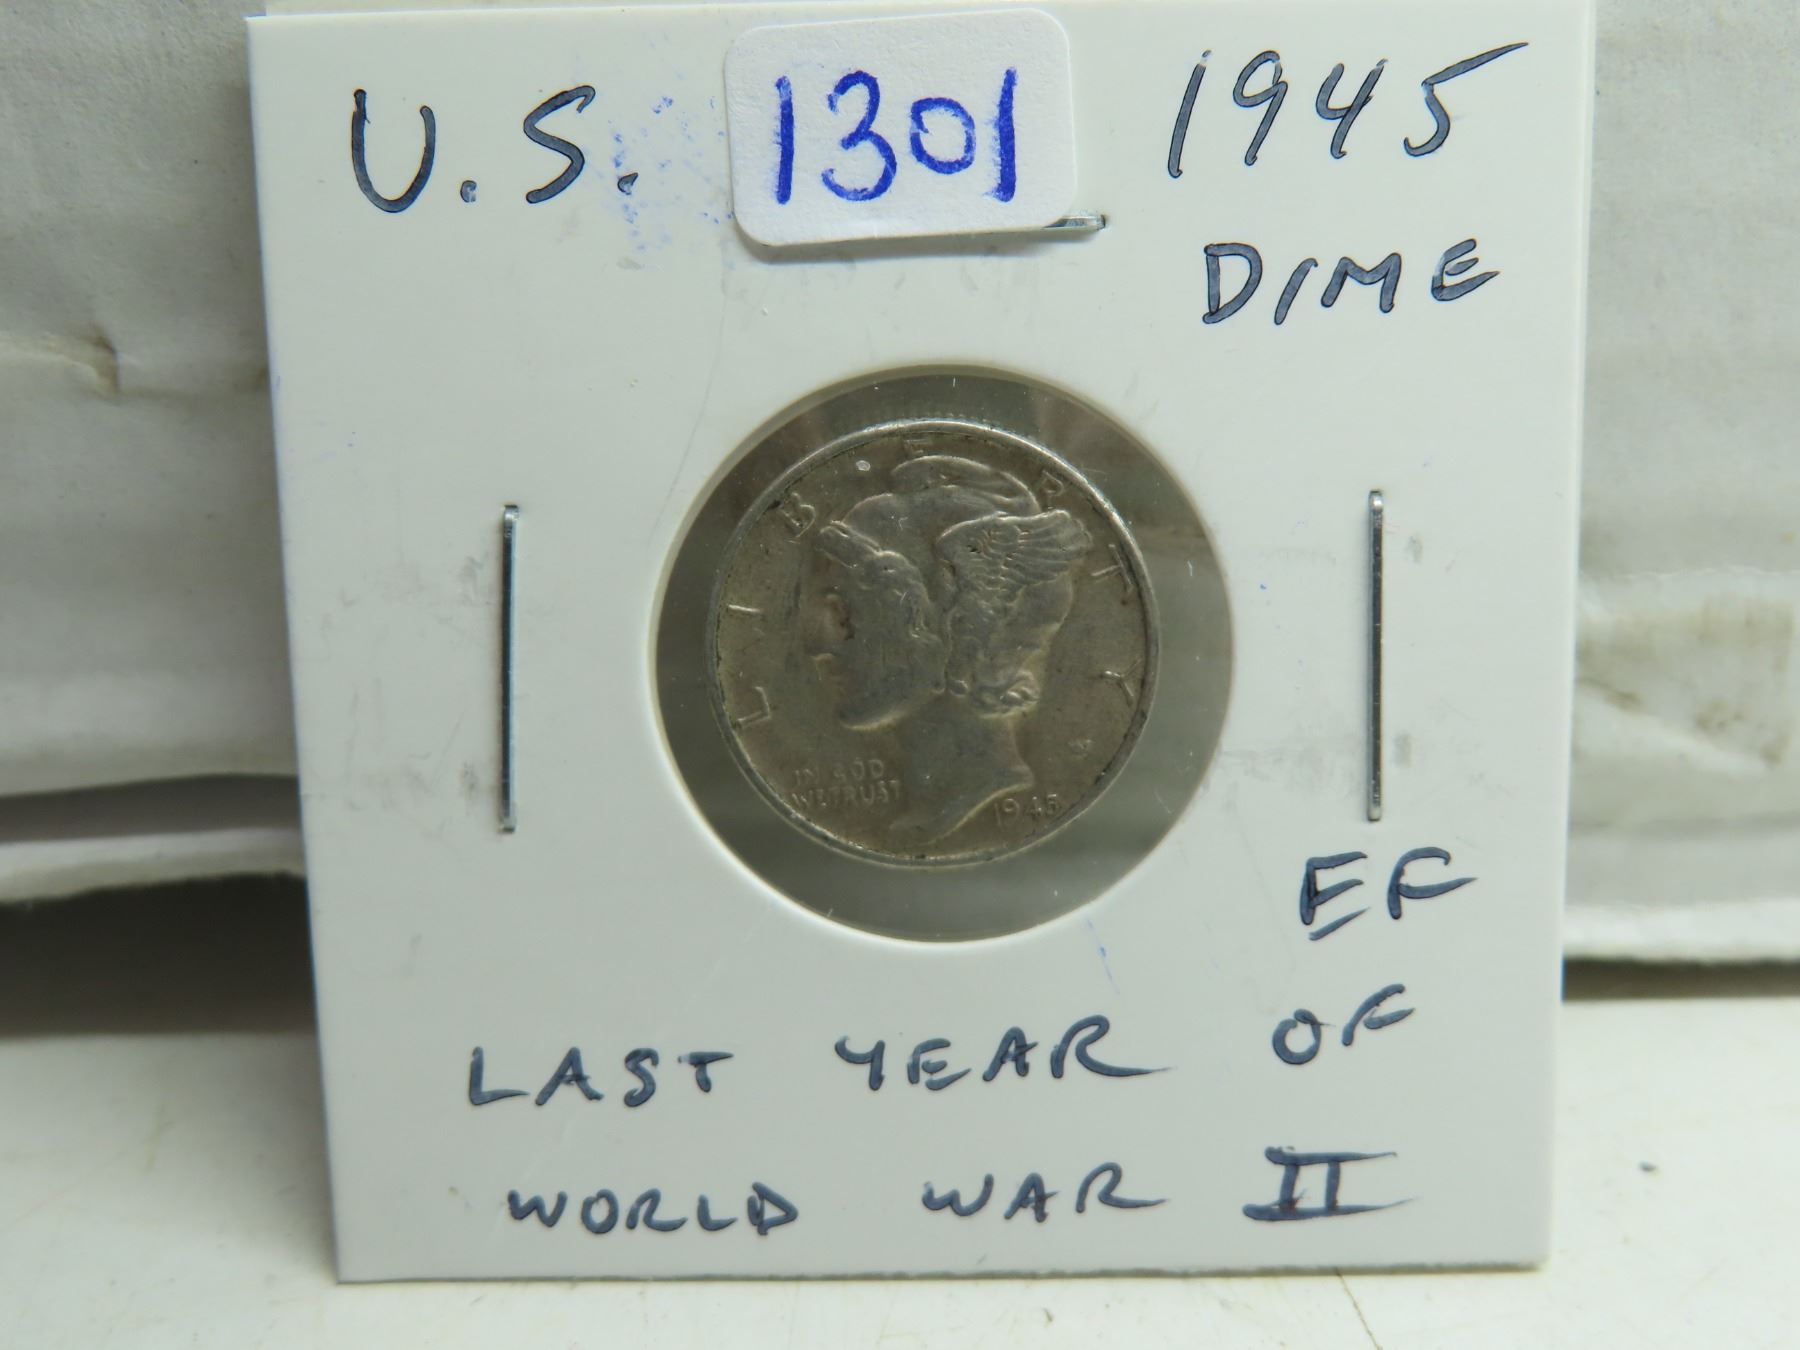 U.S. 1301 1945
DIME
LIBERTY
IN GOD
WE TRUST
1945
EF
LAST YEAR OF
WORLD WAR II